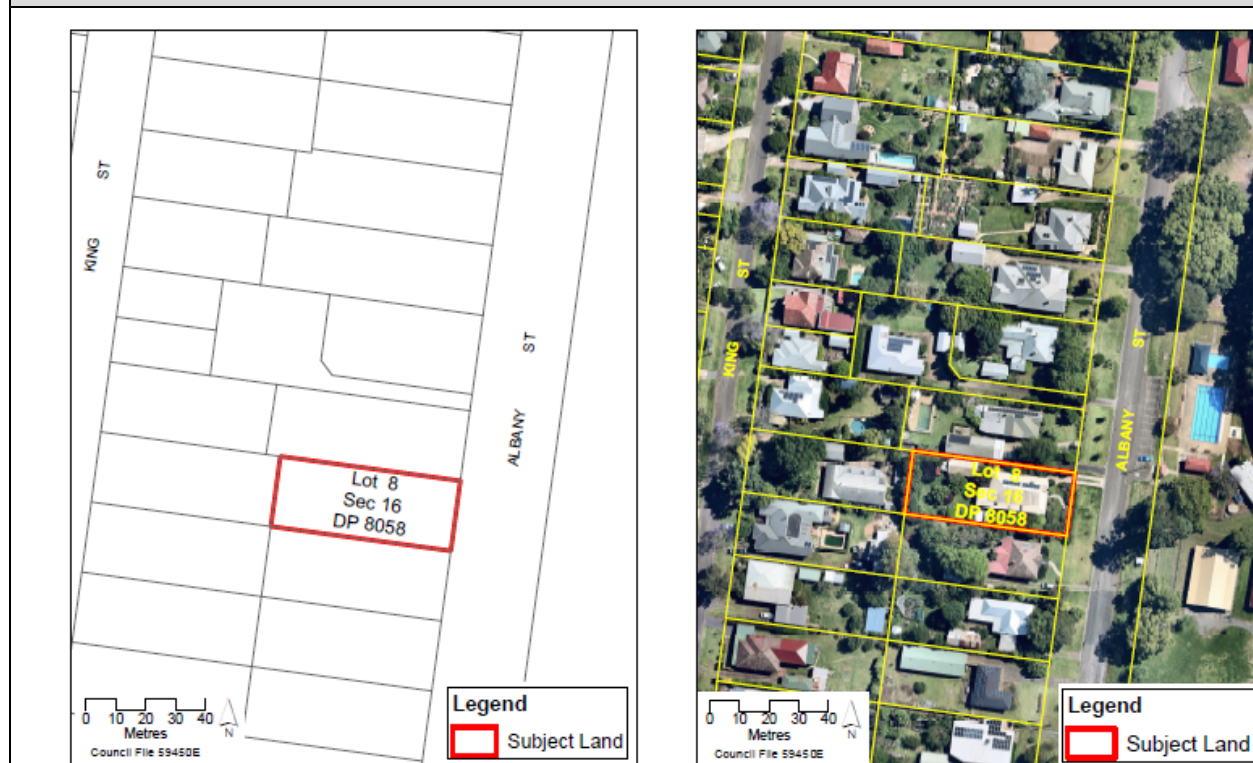 KING ST
ALBANY ST
Lot 8
Sec 16
DP 8058
0 10 20 30 40
Metres
N
Council File 59450E
Legend
Subject Land
KING ST
ALBANY ST
Lot 8
Sec 16
DP 8058
0 10 20 30 40
Metres
N
Council File 59450E
Legend
Subject Land